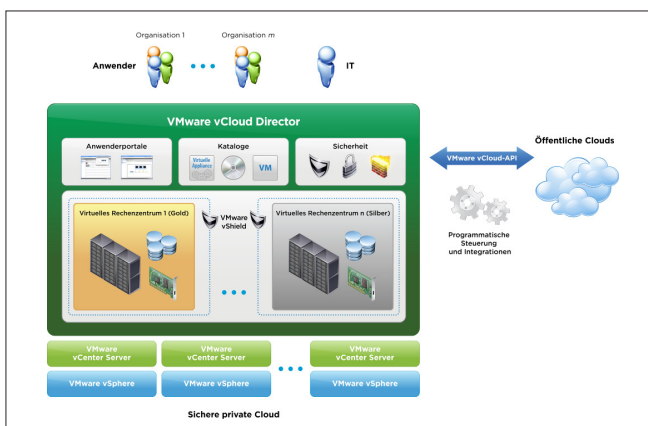 Organisation 1
Organisation m
Anwender
IT
VMware vCloud Director
Anwenderportale
Kataloge
Sicherheit
Virtuelle
Appliance
VM
VMware vCloud-API
Öffentliche Clouds
Virtuelles Rechenzentrum 1 (Gold)
VMware
vShield
Virtuelles Rechenzentrum n (Silber)
Programmatische
Steuerung
und Integrationen
VMware
vCenter Server
VMware
vCenter Server
VMware
vCenter Server
VMware vSphere
VMware vSphere
VMware vSphere
Sichere private Cloud